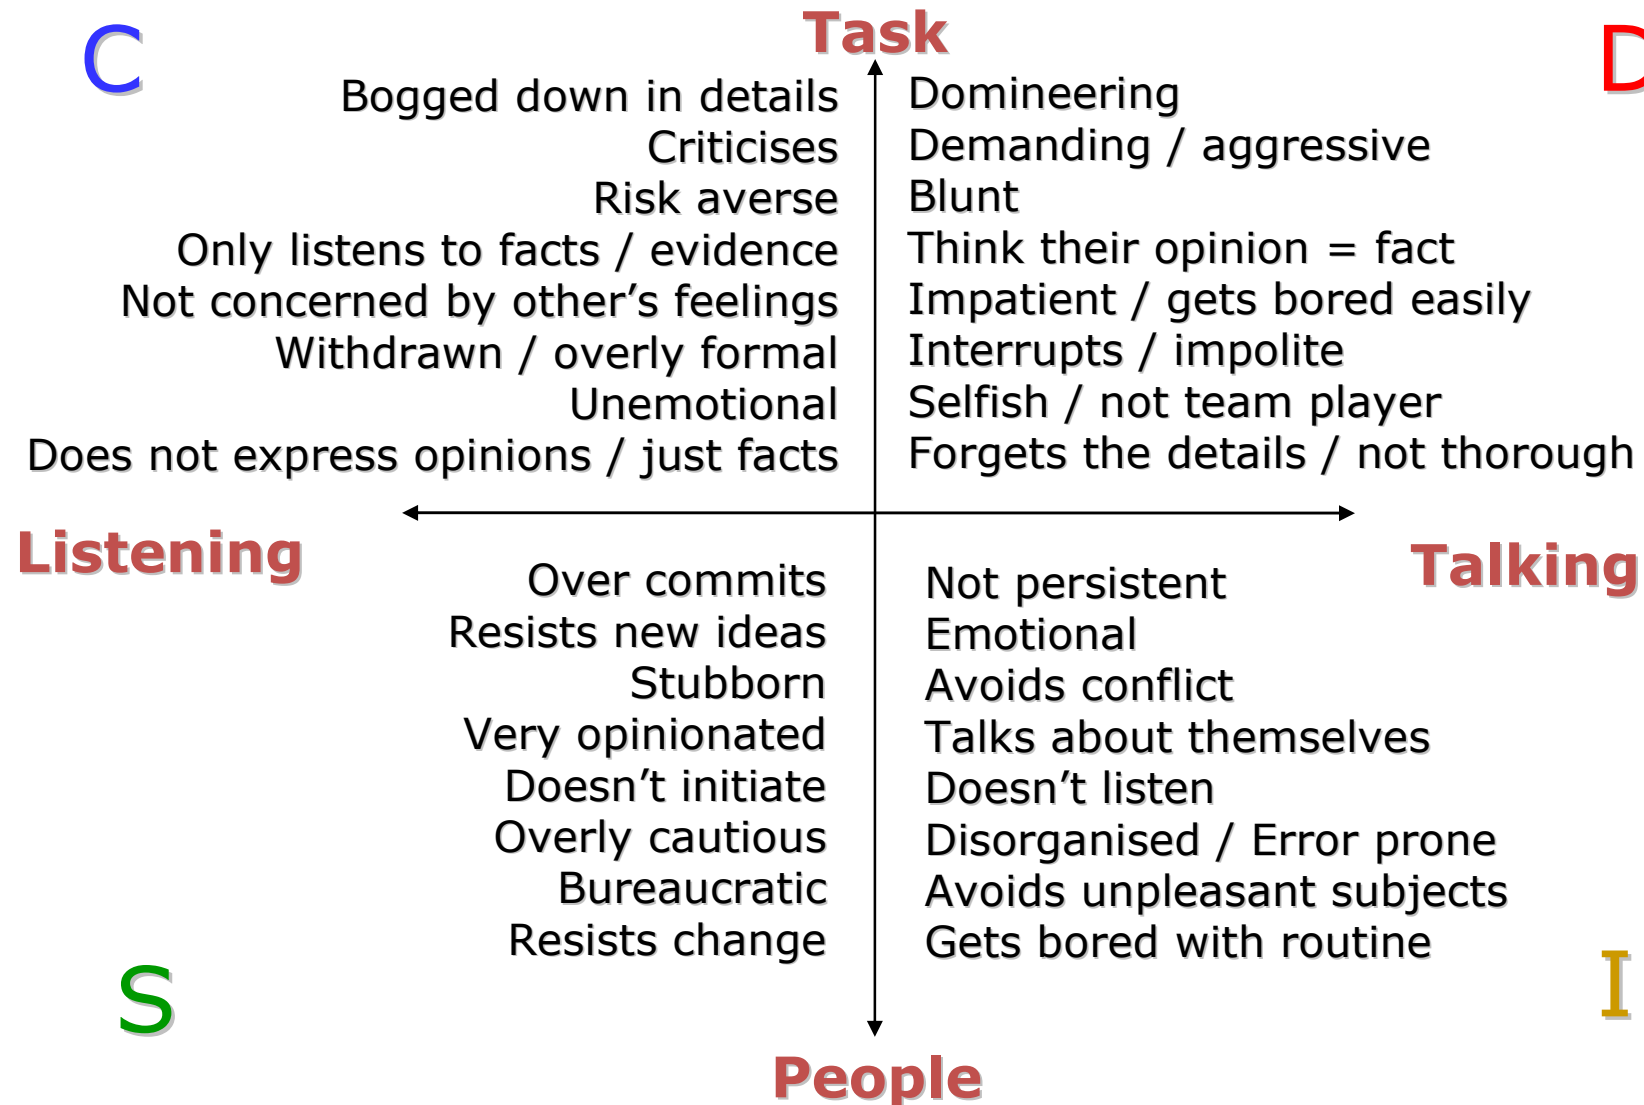 Task
C
D
Bogged down in details
Criticises
Risk averse
Only listens to facts / evidence
Not concerned by other’s feelings
Withdrawn / overly formal
Unemotional
Does not express opinions / just facts
Domineering
Demanding / aggressive
Blunt
Think their opinion = fact
Impatient / gets bored easily
Interrupts / impolite
Selfish / not team player
Forgets the details / not thorough
Listening
Talking
Over commits
Resists new ideas
Stubborn
Very opinionated
Doesn’t initiate
Overly cautious
Bureaucratic
Resists change
Not persistent
Emotional
Avoids conflict
Talks about themselves
Doesn’t listen
Disorganised / Error prone
Avoids unpleasant subjects
Gets bored with routine
S
I
People